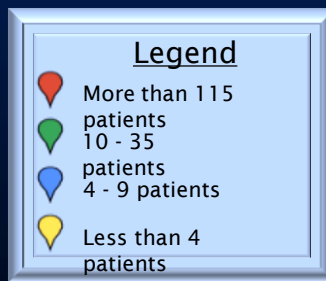 Legend
More than 115
patients
10 - 35
patients
4 - 9 patients
Less than 4
patients